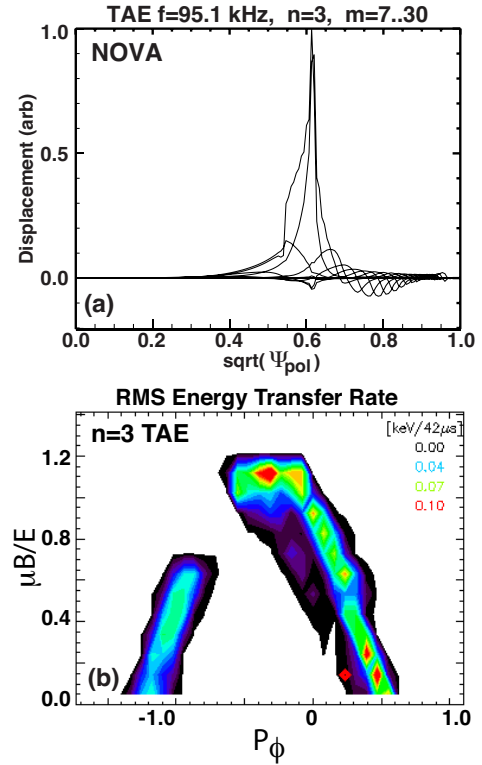 TAE f=95.1 kHz, n=3, m=7..30
NOVA
1.0
0.5
0.0
Displacement (arb)
(a)
0.0 0.2 0.4 0.6 0.8 1.0
sqrt(Ψpol)
RMS Energy Transfer Rate
n=3 TAE
[keV/42μs]
0.00
0.04
0.07
0.10
1.2
0.8
0.4
0.0
μB/E
(b)
-1.0 0 1.0
Pϕ